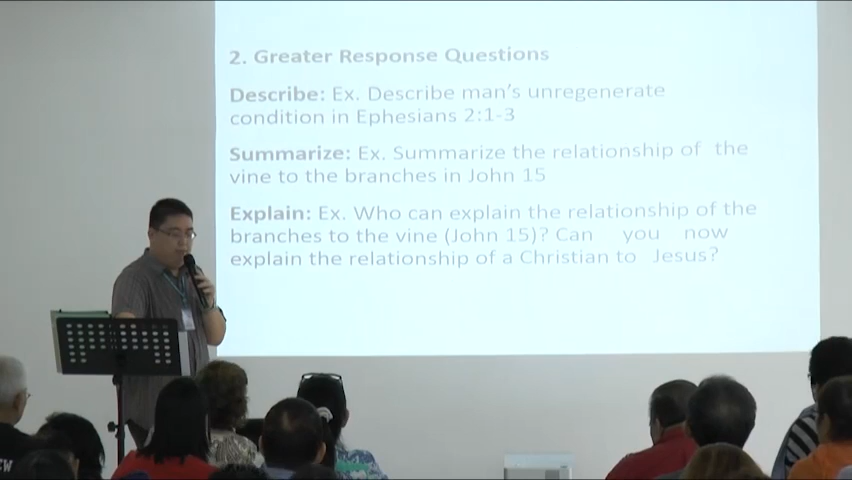 2. Greater Response Questions
Describe: Ex. Describe man's unregenerate
condition in Ephesians 2:1-3
Summarize: Ex. Summarize the relationship of the
vine to the branches in John 15
Explain: Ex. Who can explain the relationship of the
branches to the vine (John 15)? Can you now
explain the relationship of a Christian to Jesus?